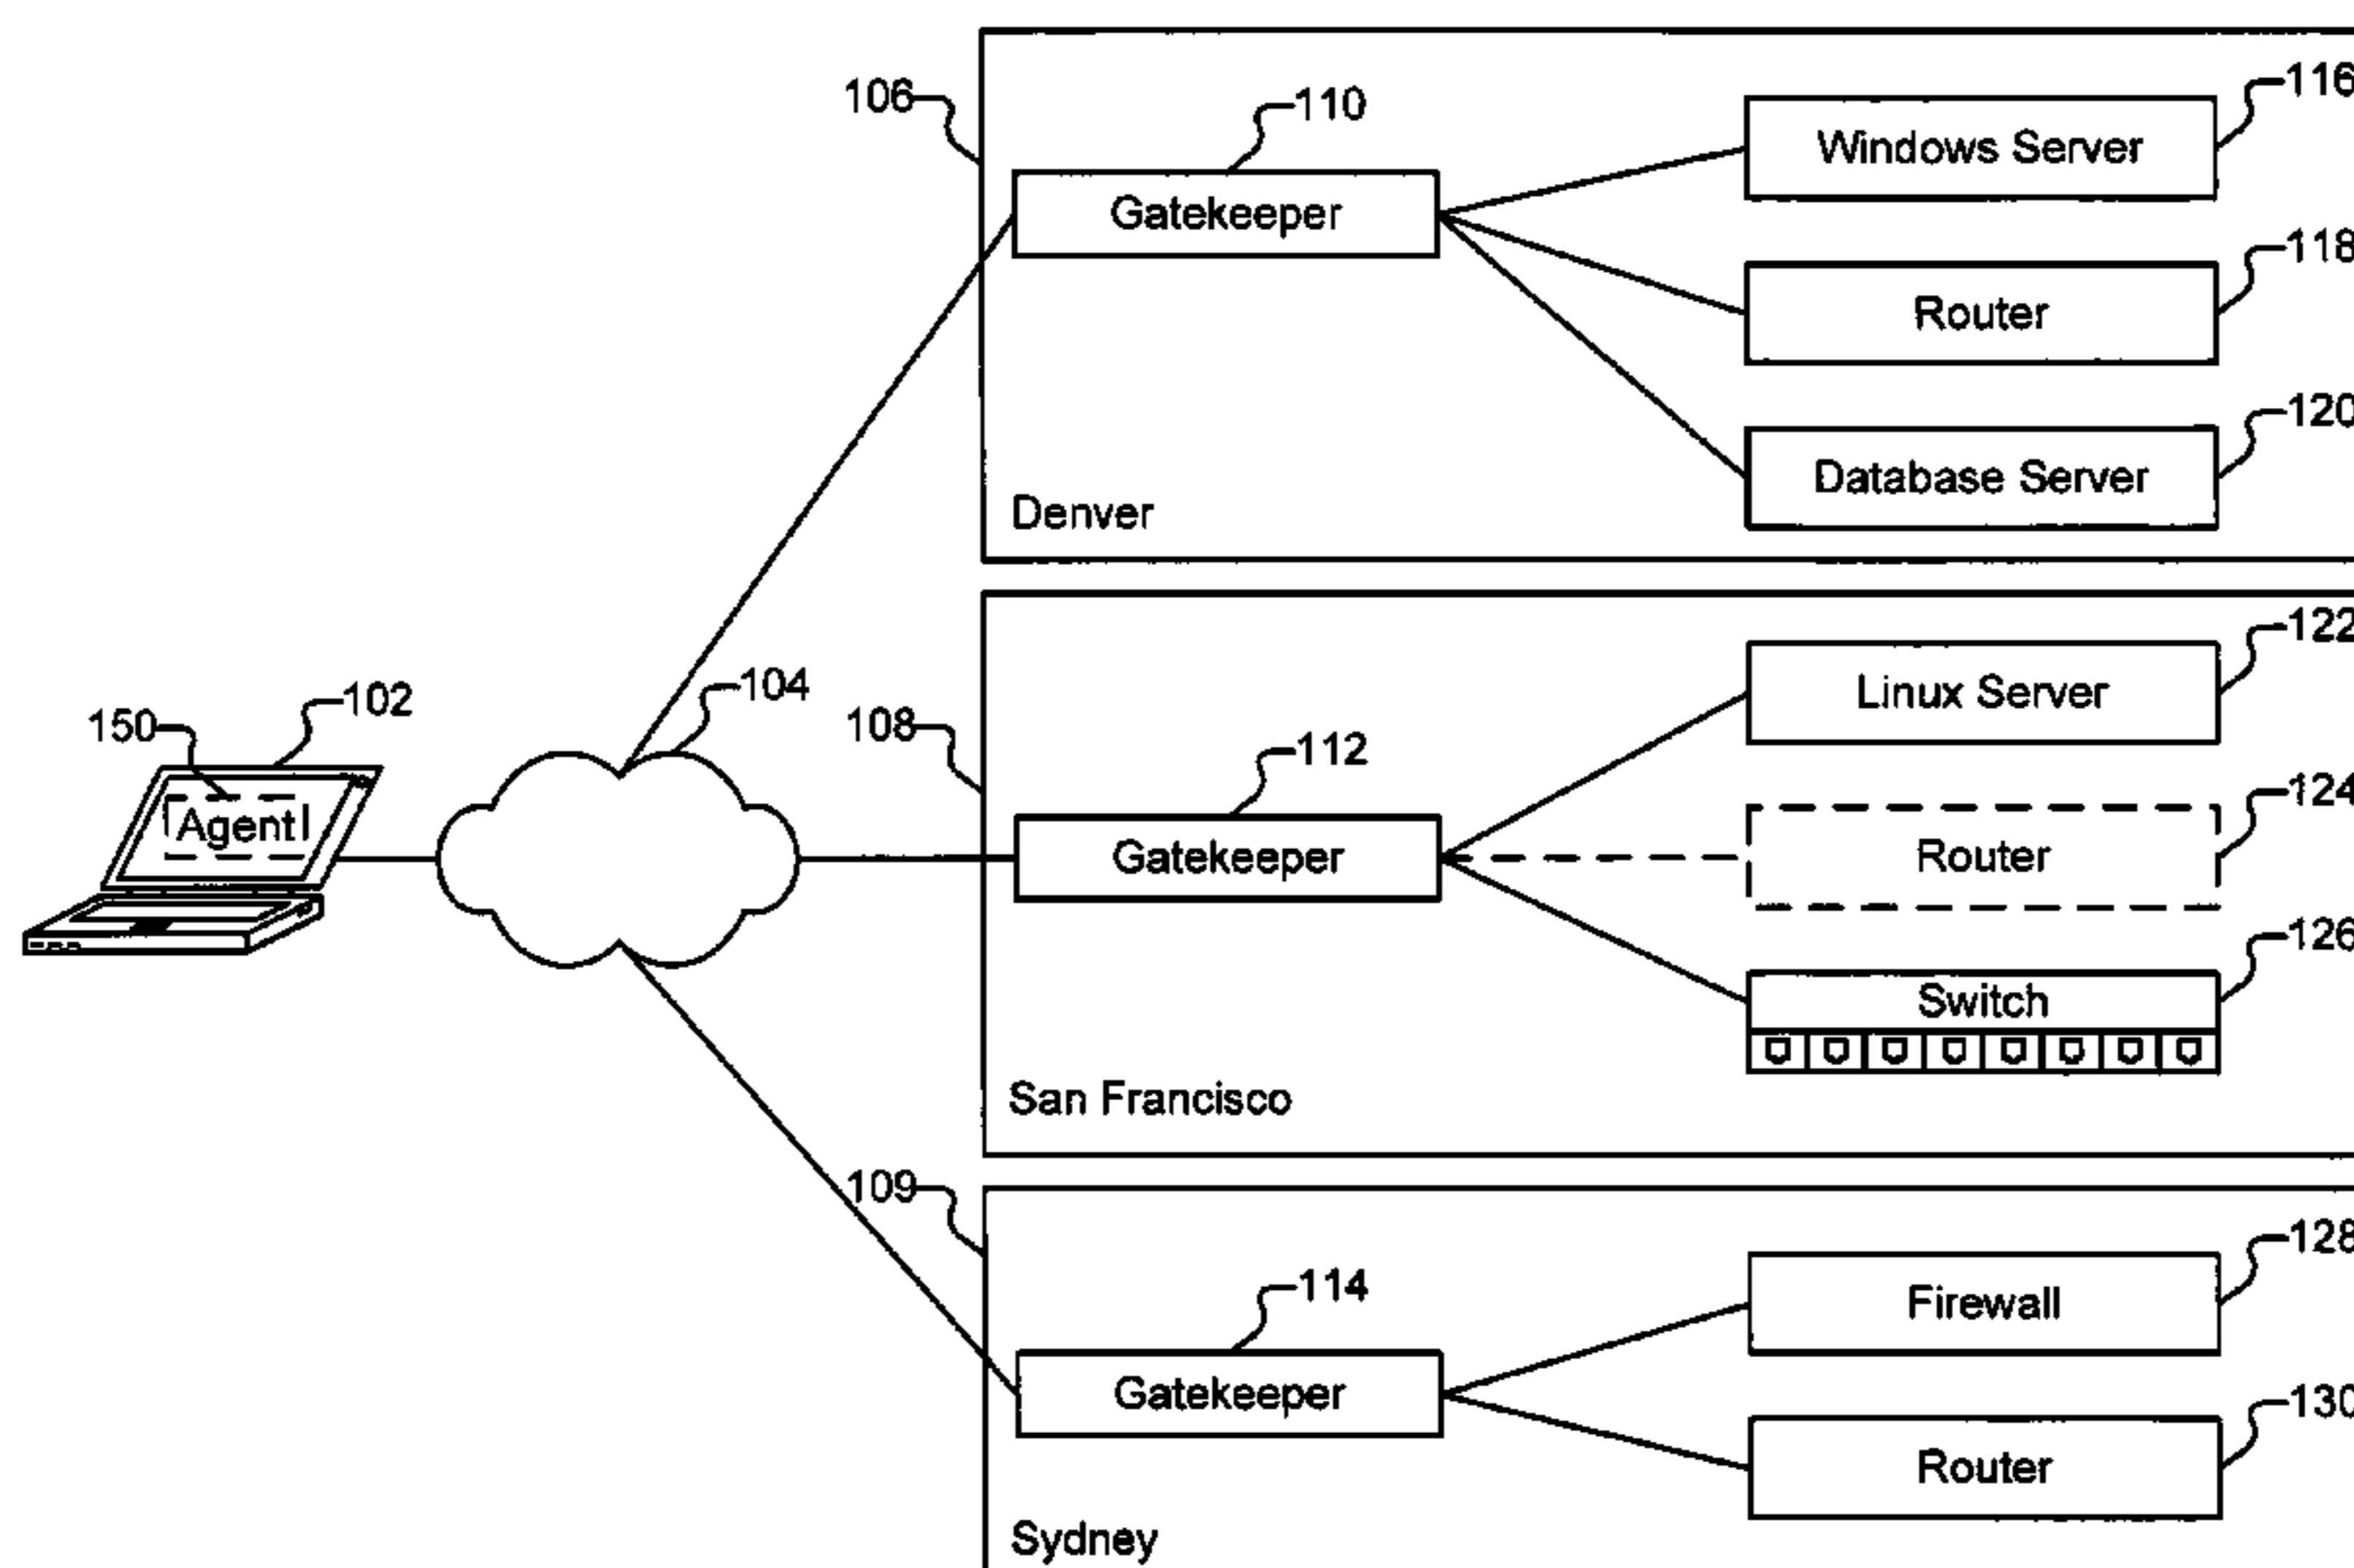 106
110
116
Windows Server
Gatekeeper
118
Router
120
Database Server
Denver
122
Linux Server
104
102
150
108
112
124
Agent
Gatekeeper
Router
126
Switch
San Francisco
109
128
114
Firewall
Gatekeeper
130
Router
Sydney